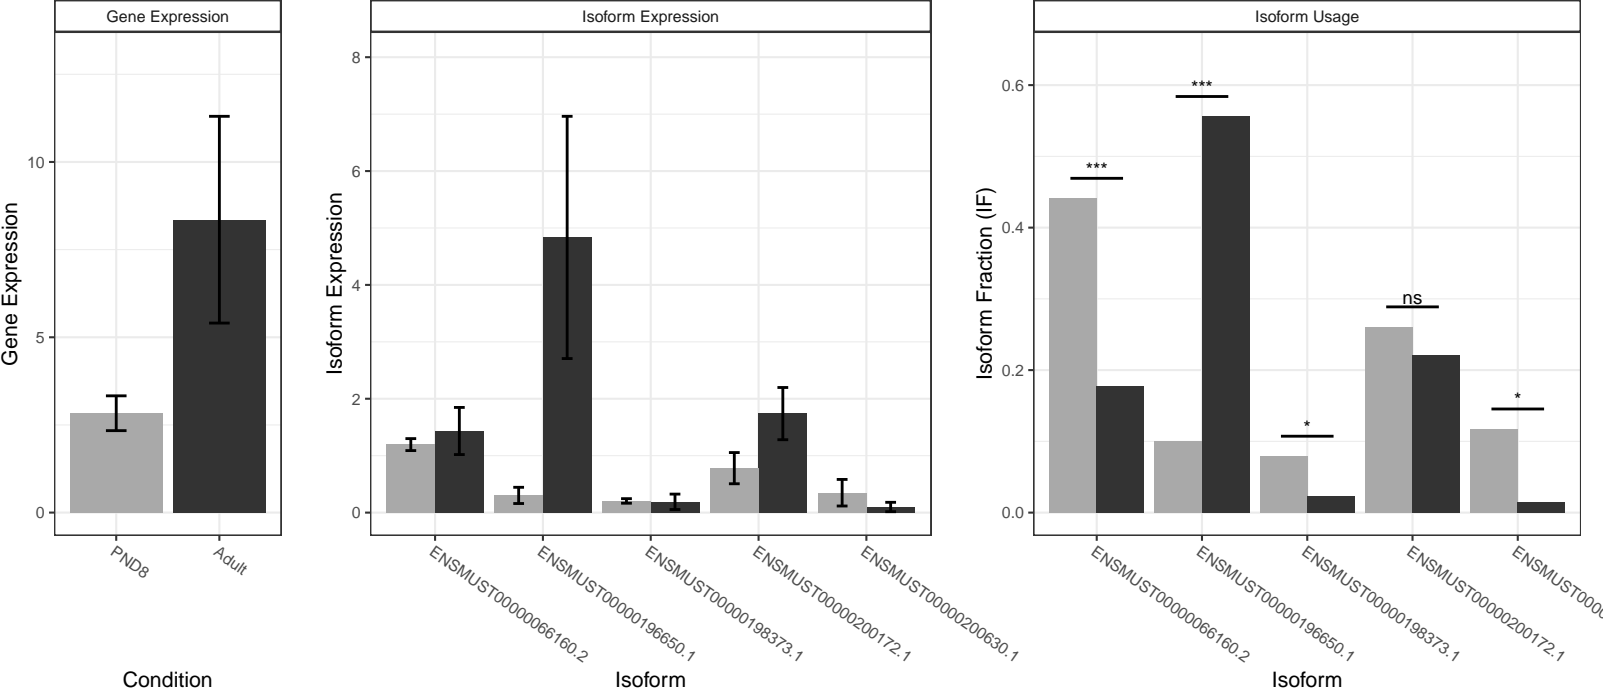 Gene Expression
Gene Expression
10
5
0
PND8
Adult
Condition
Isoform Expression
Isoform Expression
8
6
4
2
0
ENSMUST00000066160.2
ENSMUST00000196650.1
ENSMUST00000198373.1
ENSMUST00000200172.1
ENSMUST00000200630.1
Isoform
Isoform Usage
Isoform Fraction (IF)
0.6
0.4
0.2
0.0
***
***
*
ns
*
ENSMUST00000066160.2
ENSMUST00000196650.1
ENSMUST00000198373.1
ENSMUST00000200172.1
Isoform